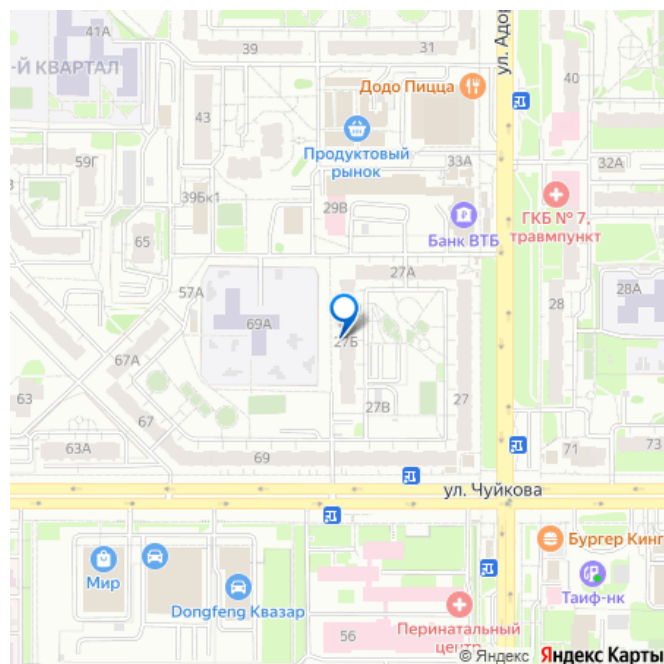 41А
39
31
ул. Адор
-Й КВАРТАЛ
40
Додо Пицца
43
Продуктовый
рынок
59Г
33А
32А
39Бк1
29В
ГКБ № 7,
травмпункт
65
Банк ВТБ
27А
57А
28А
28
69А
27Б
67А
63
27В
27
67
63А
69
71
73
ул. Чуйкова
Бургер Кинг
Мир
Dongfeng Квазар
Таиф-нк
56
Перинатальный
центр
© Яндекс Яндекс Карты